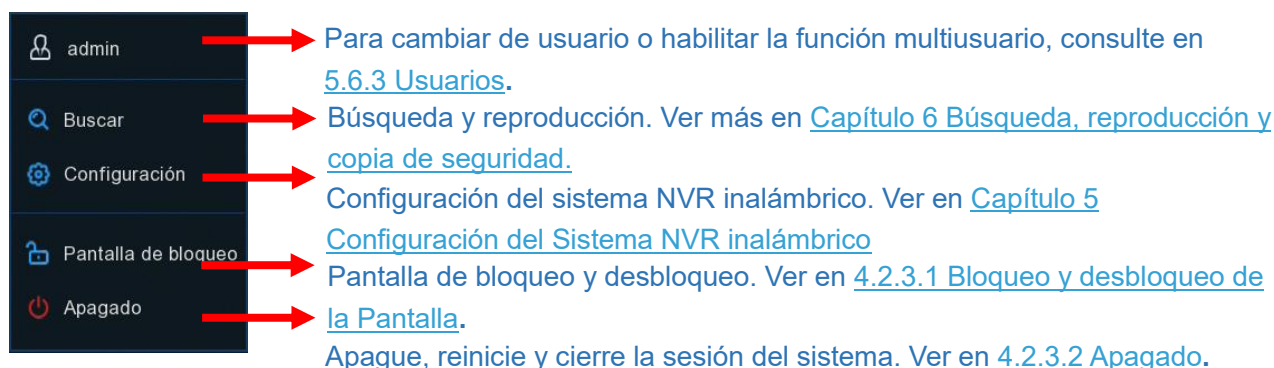 admin
Para cambiar de usuario o habilitar la función multiusuario, consulte en
5.6.3 Usuarios.
Buscar
Búsqueda y reproducción. Ver más en Capítulo 6 Búsqueda, reproducción y
copia de seguridad.
Configuración
Configuración del sistema NVR inalámbrico. Ver en Capítulo 5
Configuración del Sistema NVR inalámbrico
Pantalla de bloqueo
Pantalla de bloqueo y desbloqueo. Ver en 4.2.3.1 Bloqueo y desbloqueo de
la Pantalla.
Apagado
Apague, reinicie y cierre la sesión del sistema. Ver en 4.2.3.2 Apagado.